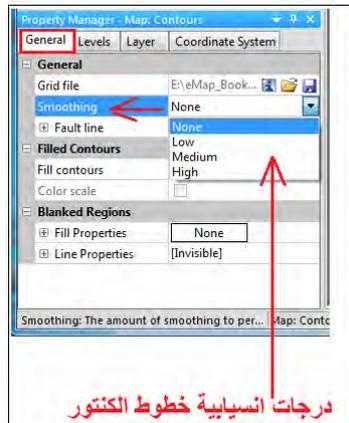 Property Manager - Map: Contours
General Levels Layer Coordinate System
General
Grid file E:\eMap_Book...
Smoothing None
Fault line
None
Low
Medium
High
Filled Contours
Fill contours
Color scale
Blanked Regions
Fill Properties None
Line Properties [Invisible]
Smoothing: The amount of smoothing to per... Map: Conto
درجات انسيابية خطوط الكنتور